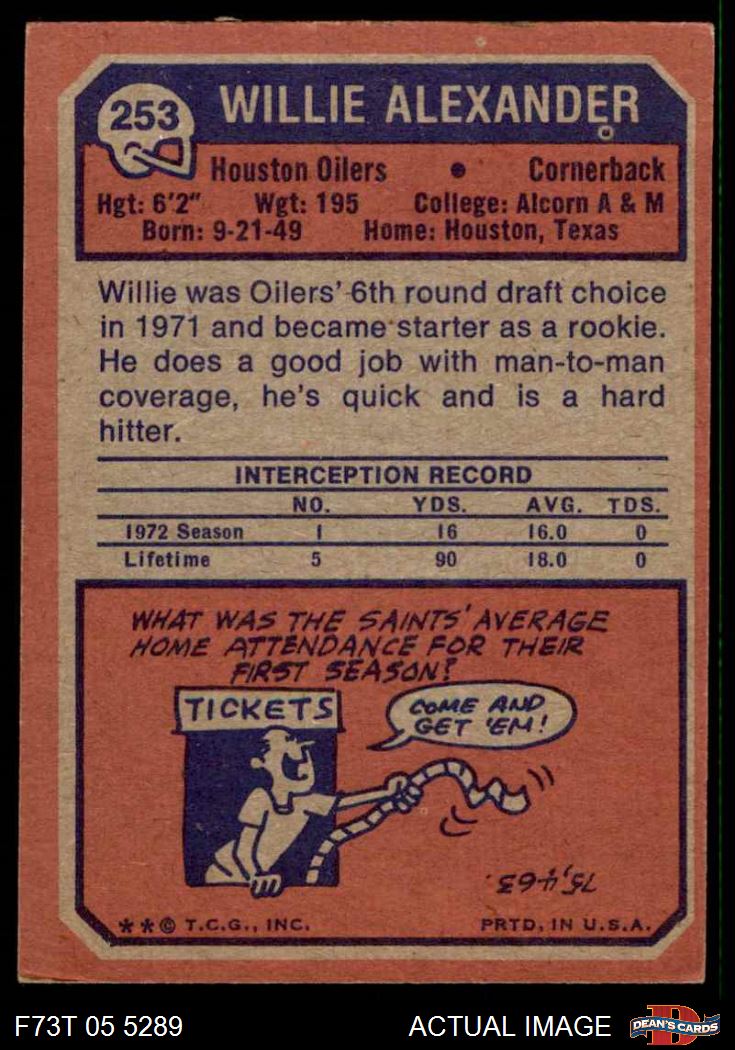 253
WILLIE ALEXANDER
Houston Oilers • Cornerback
Hgt: 6'2" Wgt: 195 College: Alcorn A & M
Born: 9-21-49 Home: Houston, Texas
Willie was Oilers' 6th round draft choice
in 1971 and became starter as a rookie.
He does a good job with man-to-man
coverage, he's quick and is a hard
hitter.
INTERCEPTION RECORD
NO. YDS. AVG. TDS.
1972 Season 1 16 16.0 0
Lifetime 5 90 18.0 0
WHAT WAS THE SAINTS' AVERAGE
HOME ATTENDANCE FOR THEIR
FIRST SEASON?
TICKETS
COME AND
GET 'EM!
75,463.
**© T.C.G., INC. PRTD. IN U.S.A.
F73T 05 5289 ACTUAL IMAGE D DEAN'S CARDS